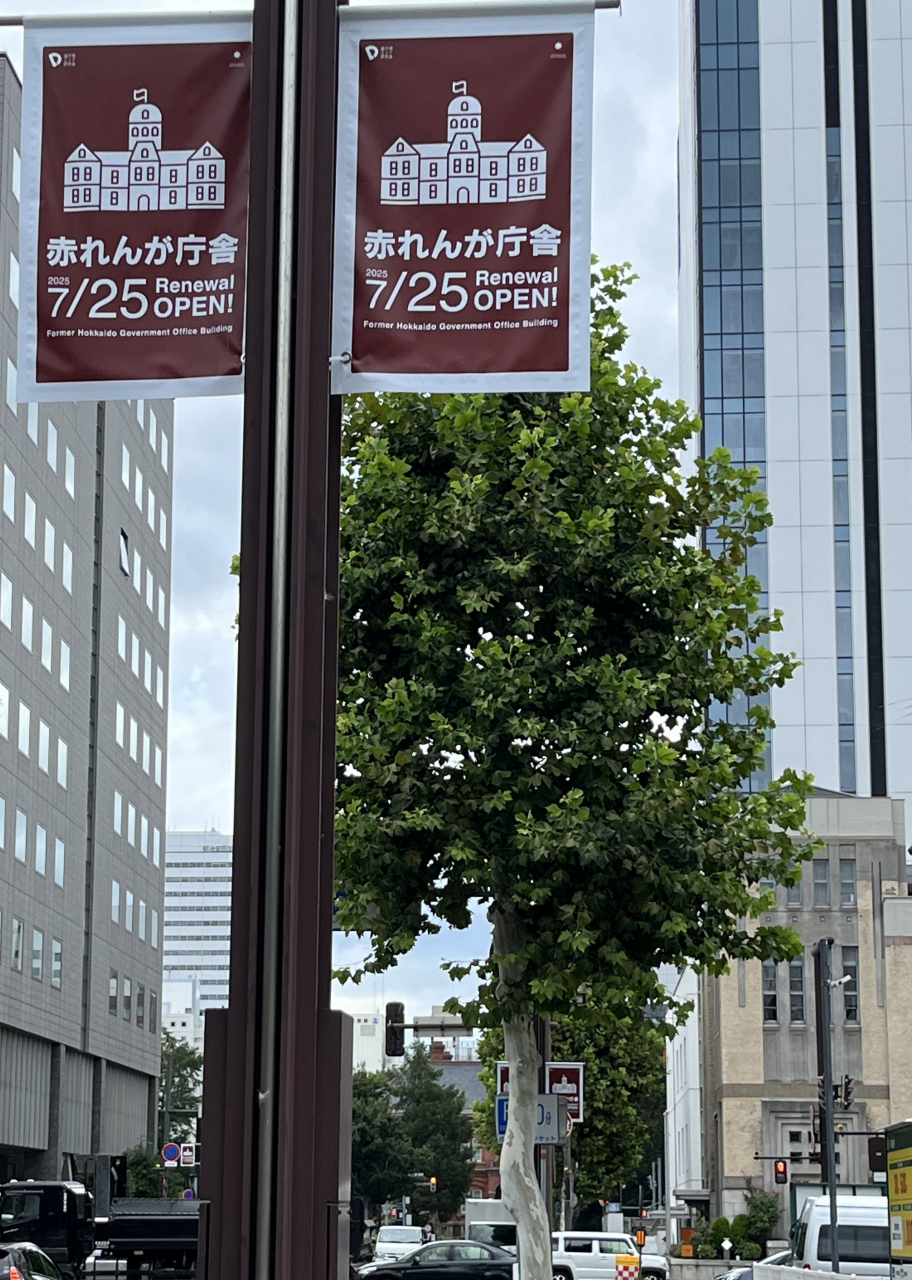 赤れんが庁舎
2025
7/25 Renewal
OPEN!
Former Hokkaido Government Office Building
赤れんが庁舎
2025
7/25 Renewal
OPEN!
Former Hokkaido Government Office Building